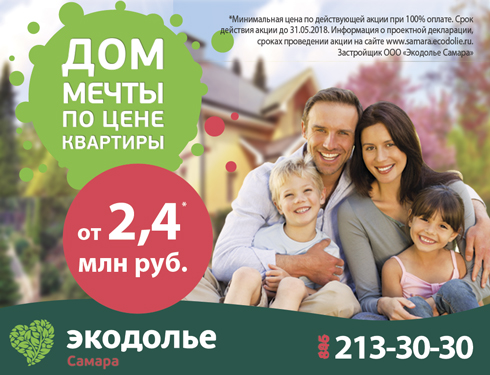 *Минимальная цена по действующей акции при 100% оплате. Срок
действия акции до 31.05.2018. Информация о проектной декларации,
сроках проведении акции на сайте www.samara.ecodolie.ru.
Застройщик ООО «Экодолье Самара»
ДОМ
МЕЧТЫ
ПО ЦЕНЕ
КВАРТИРЫ
от 2,4*
млн руб.
экодолье
Самара
213-30-30